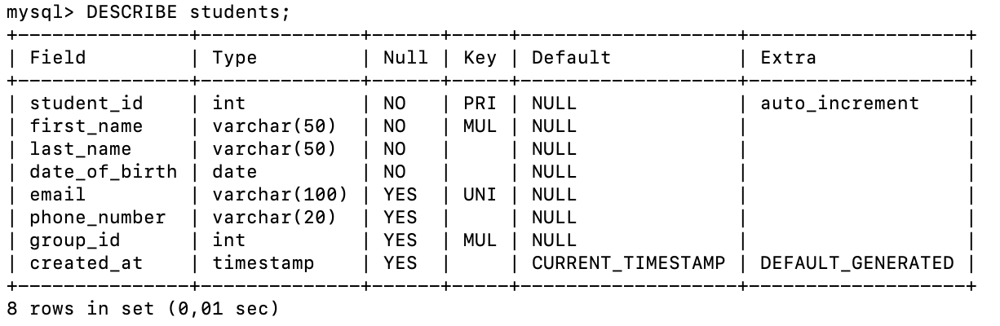 mysql> DESCRIBE students;
+---------------+--------------+------+-----+-------------------+-------------------+
| Field         | Type         | Null | Key | Default           | Extra             |
+---------------+--------------+------+-----+-------------------+-------------------+
| student_id    | int          | NO   | PRI | NULL              | auto_increment    |
| first_name    | varchar(50)  | NO   | MUL | NULL              |                   |
| last_name     | varchar(50)  | NO   |     | NULL              |                   |
| date_of_birth | date         | NO   |     | NULL              |                   |
| email         | varchar(100) | YES  | UNI | NULL              |                   |
| phone_number  | varchar(20)  | YES  |     | NULL              |                   |
| group_id      | int          | YES  | MUL | NULL              |                   |
| created_at    | timestamp    | YES  |     | CURRENT_TIMESTAMP | DEFAULT_GENERATED |
+---------------+--------------+------+-----+-------------------+-------------------+
8 rows in set (0,01 sec)